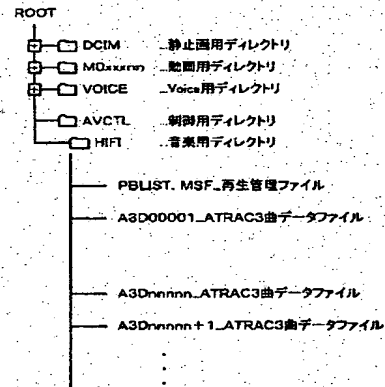 ROOT
DCIM ...静止画用ディレクトリ
MOxxxnn ...動画用ディレクトリ
VOICE ...Voice用ディレクトリ
AVCTL ...制御用ディレクトリ
HIFI ...音楽用ディレクトリ
PBLIST. MSF...再生管理ファイル
A3D00001...ATRAC3曲データファイル
A3Dnnnnn...ATRAC3曲データファイル
A3Dnnnnn+1...ATRAC3曲データファイル